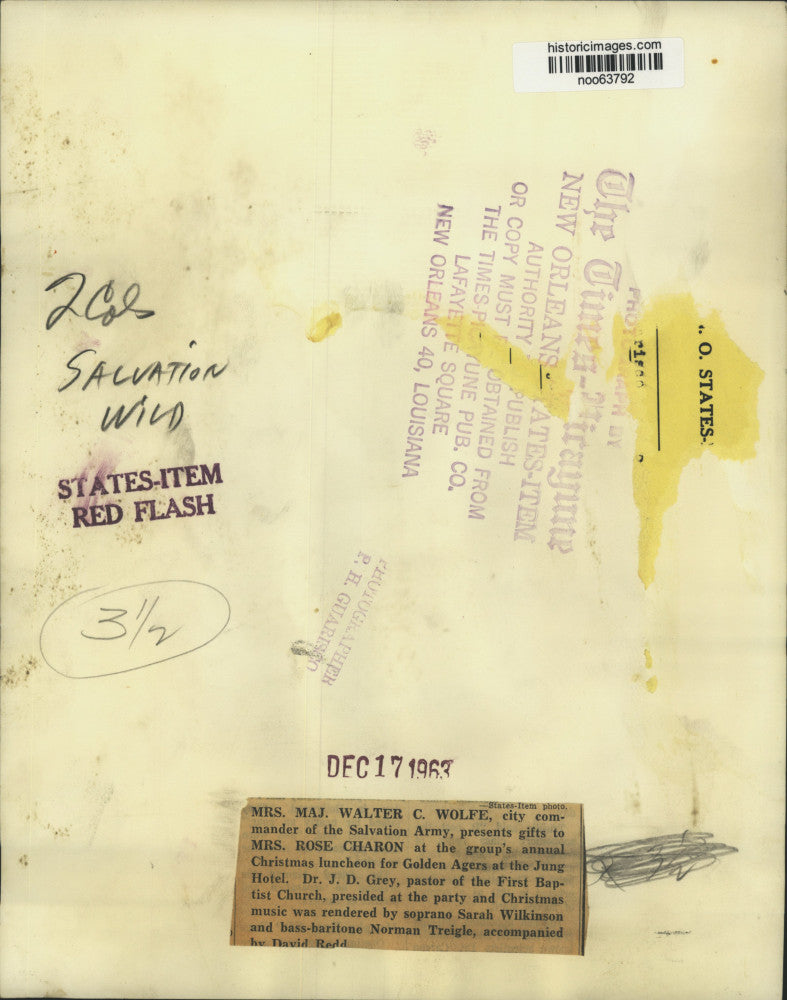 historicimages.com
noo63792
The Times-Picayune
NEW ORLEANS STATES-ITEM
AUTHORITY PUBLISH
OR COPY MUST OBTAINED FROM
THE TIMES-PICAYUNE PUB. CO.
LAFAYETTE SQUARE
NEW ORLEANS 40, LOUISIANA
O. STATES-
2 Cols
SALVATION
WILD
STATES-ITEM
RED FLASH
3 1/2
PHOTOGRAPHER
P. H. GUARISCO
DEC 17 1963
—States-Item photo.
MRS. MAJ. WALTER C. WOLFE, city com-
mander of the Salvation Army, presents gifts to
MRS. ROSE CHARON at the group's annual
Christmas luncheon for Golden Agers at the Jung
Hotel. Dr. J. D. Grey, pastor of the First Bap-
tist Church, presided at the party and Christmas
music was rendered by soprano Sarah Wilkinson
and bass-baritone Norman Treigle, accompanied
by David Redd